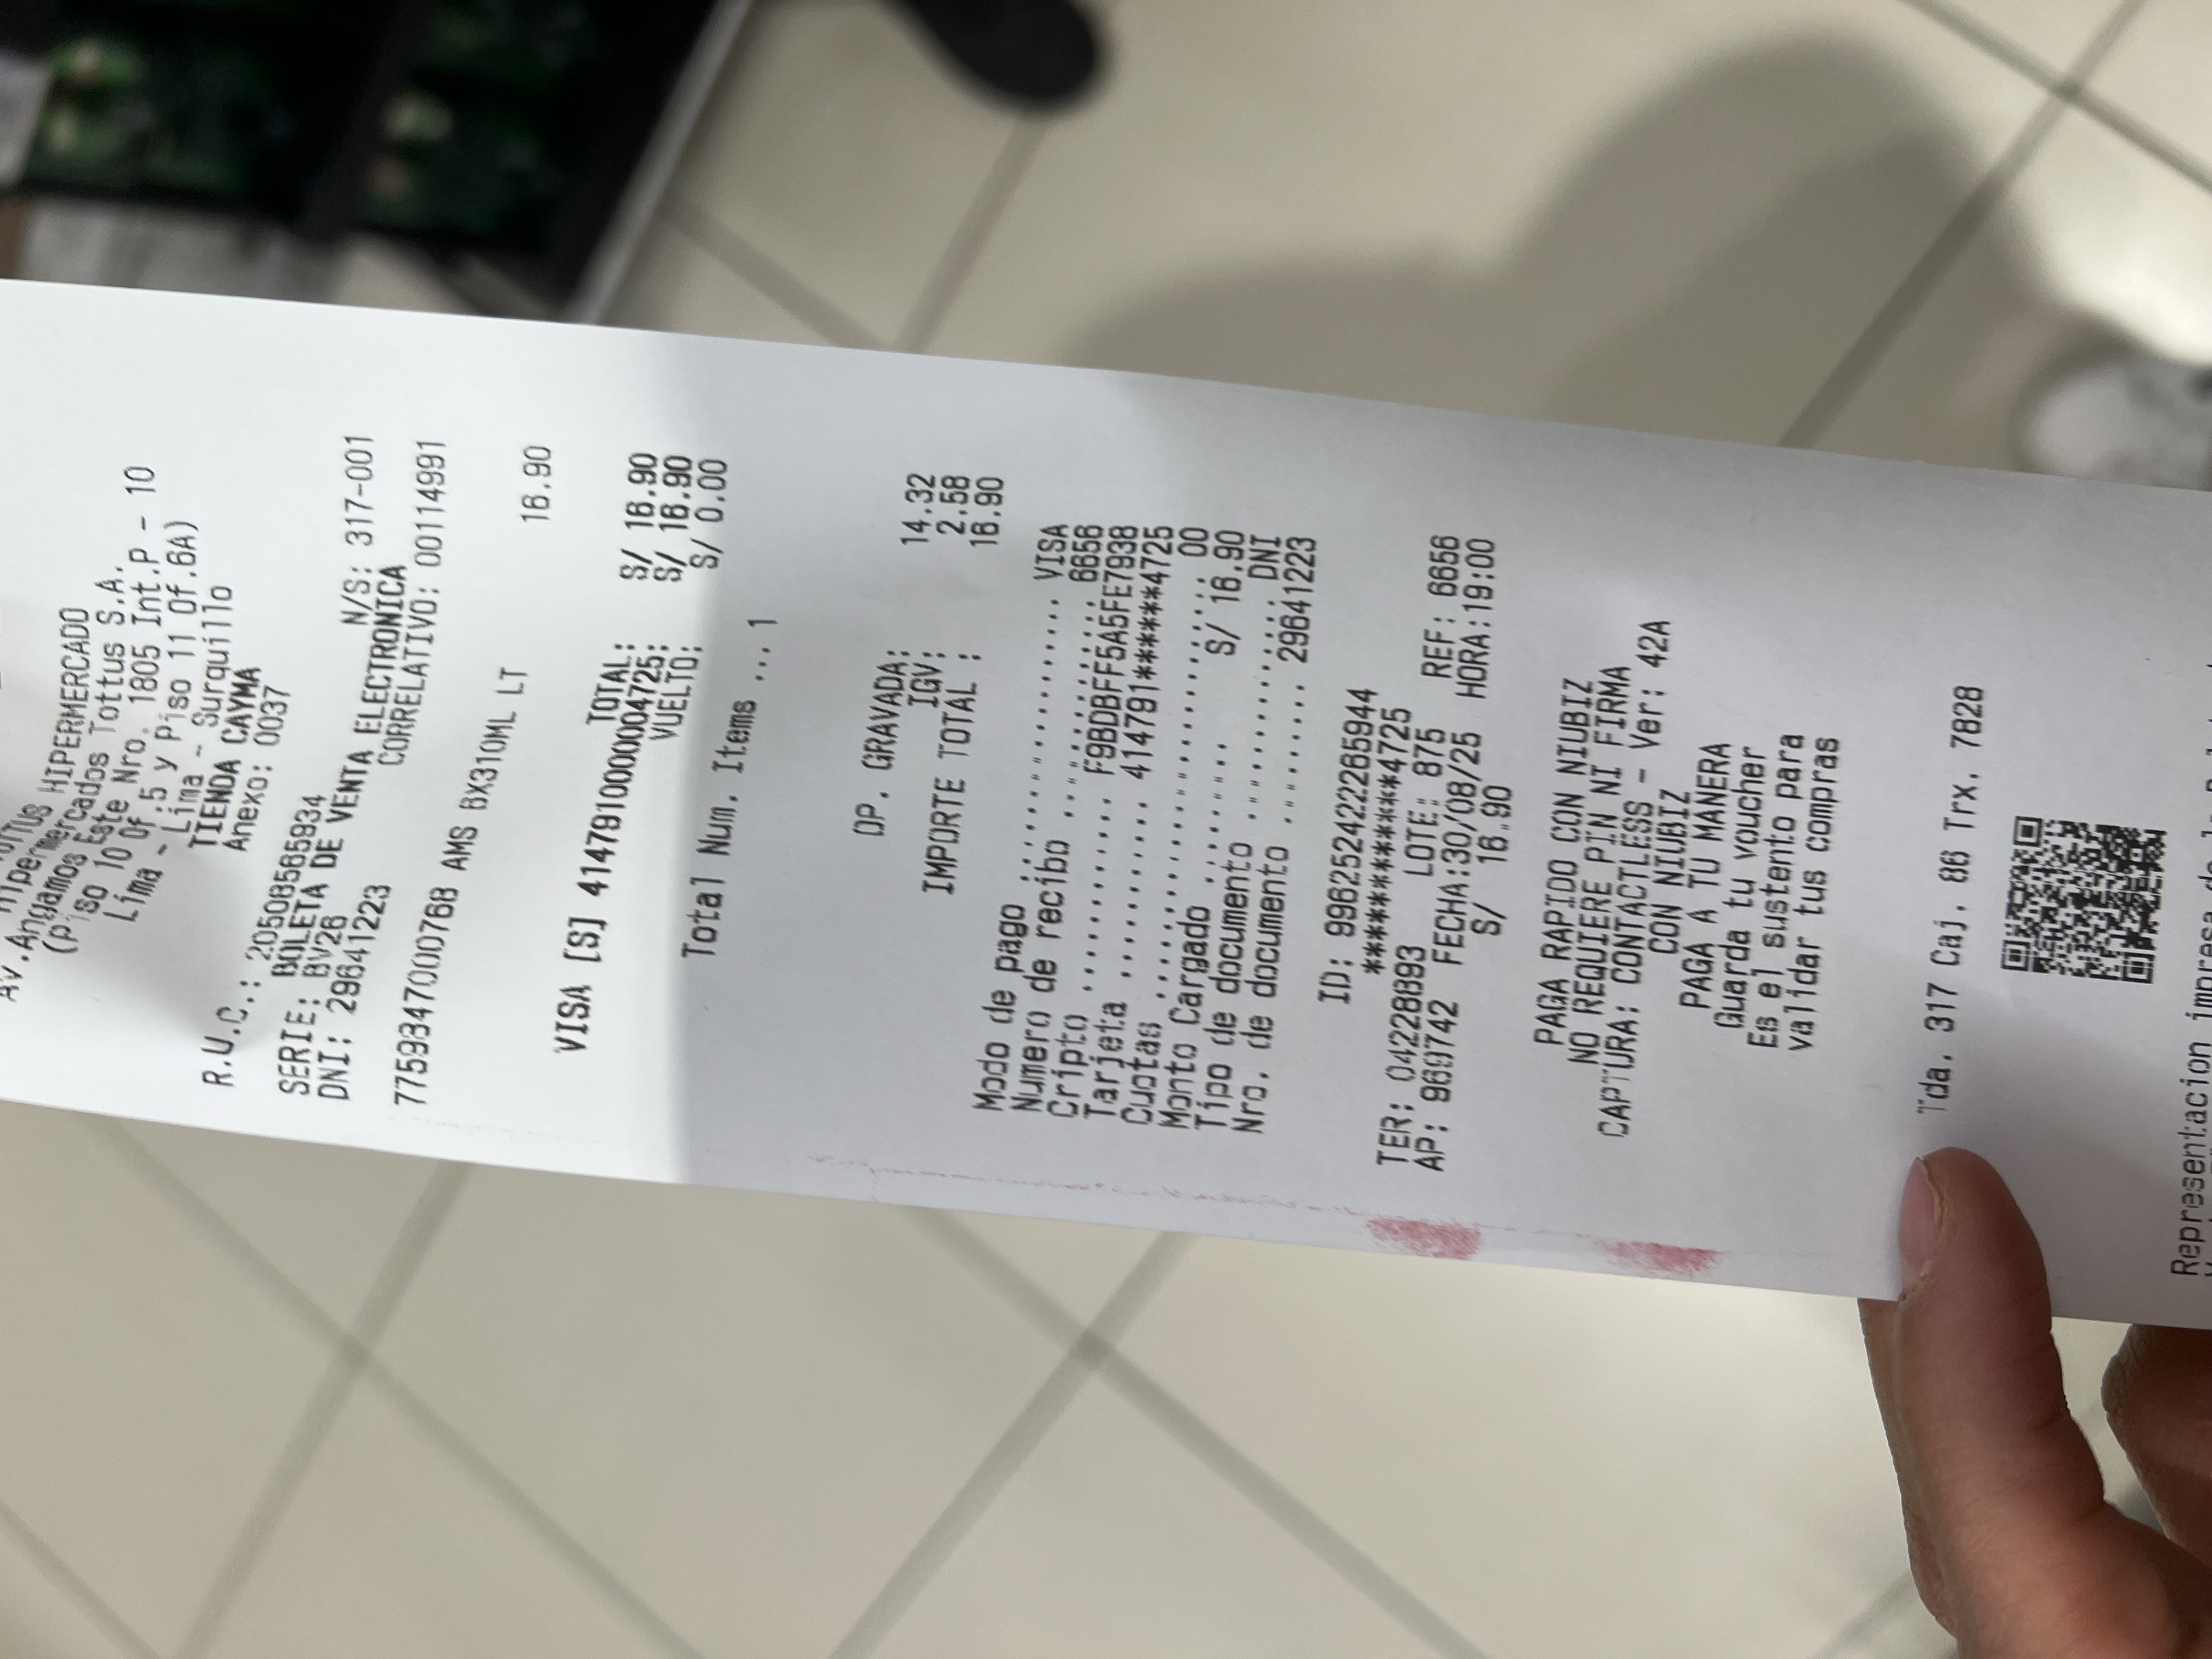 TOTTUS HIPERMERCADO
Hipermercados Tottus S.A.
Av.Angamos Este Nro. 1805 Int.P - 10
(Piso 10 Of.5 y Piso 11 Of.6A)
Lima - Lima - Surquillo
TIENDA CAYMA
Anexo: 0037
R.U.C.: 20508565934 N/S: 317-001
BOLETA DE VENTA ELECTRONICA
SERIE: BV26 CORRELATIVO: 00114991
DNI: 29641223
7759347000768 AMS 6X310ML LT 16.90
TOTAL: S/ 16.90
VISA [S] 4147910000004725: S/ 16.90
VUELTO: S/ 0.00
Total Num. Items ... 1
OP. GRAVADA: 14.32
IGV: 2.58
IMPORTE TOTAL : 16.90
Modo de pago .................. VISA
Numero de recibo .............. 6656
Cripto ............ F9BDBFF5A5FE7938
Tarjeta ........... 414791******4725
Cuotas .......................... 00
Monto Cargado ......... S/ 16.90
Tipo de documento .............. DNI
Nro. de documento ......... 29641223
ID: 996252422265944
************4725
TER: 04228893 LOTE: 875 REF: 6656
AP: 969742 FECHA:30/08/25 HORA:19:00
S/ 16.90
PAGA RAPIDO CON NIUBIZ
NO REQUIERE PIN NI FIRMA
CAPTURA: CONTACTLESS - Ver: 42A
CON NIUBIZ
PAGA A TU MANERA
Guarda tu voucher
Es el sustento para
validar tus compras
Tda. 317 Caj. 86 Trx. 7828
Representacion impresa de la